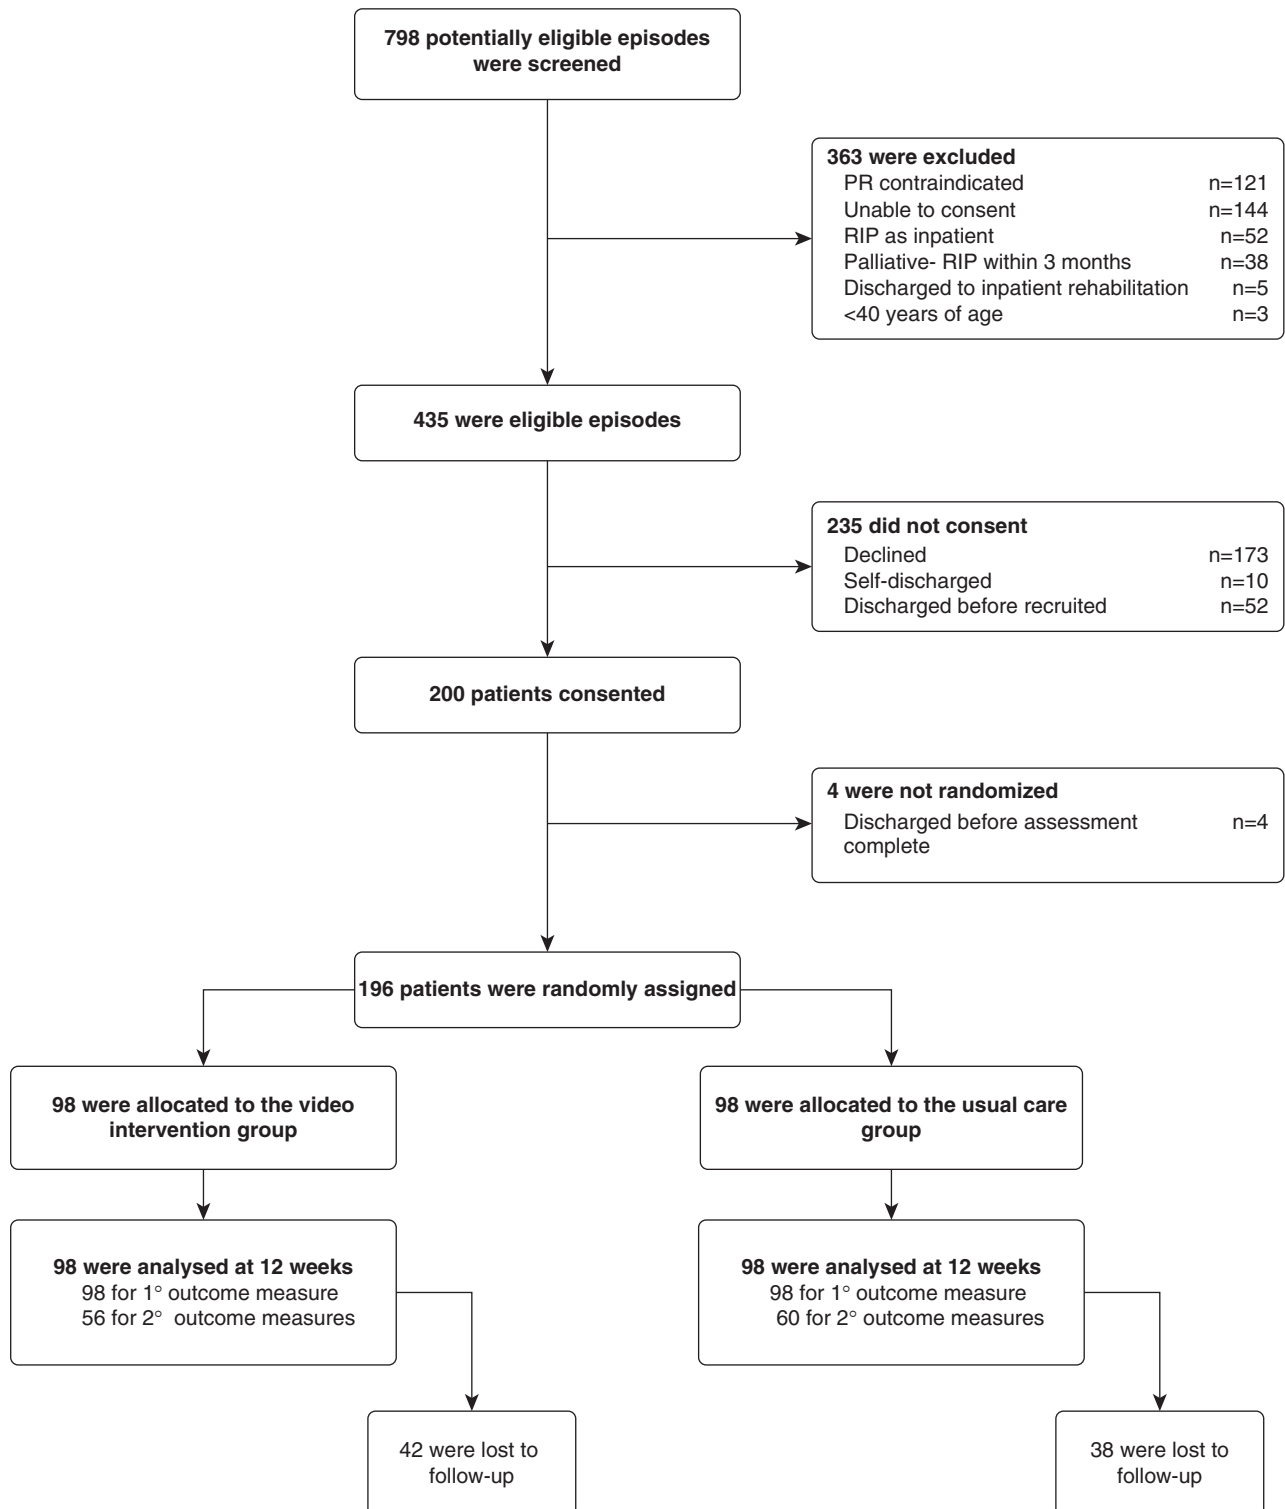 798 potentially eligible episodes
were screened
363 were excluded
PR contraindicated n=121
Unable to consent n=144
RIP as inpatient n=52
Palliative- RIP within 3 months n=38
Discharged to inpatient rehabilitation n=5
<40 years of age n=3
435 were eligible episodes
235 did not consent
Declined n=173
Self-discharged n=10
Discharged before recruited n=52
200 patients consented
4 were not randomized
Discharged before assessment n=4
complete
196 patients were randomly assigned
98 were allocated to the video
intervention group
98 were allocated to the usual care
group
98 were analysed at 12 weeks
98 for 1° outcome measure
56 for 2° outcome measures
98 were analysed at 12 weeks
98 for 1° outcome measure
60 for 2° outcome measures
42 were lost to
follow-up
38 were lost to
follow-up